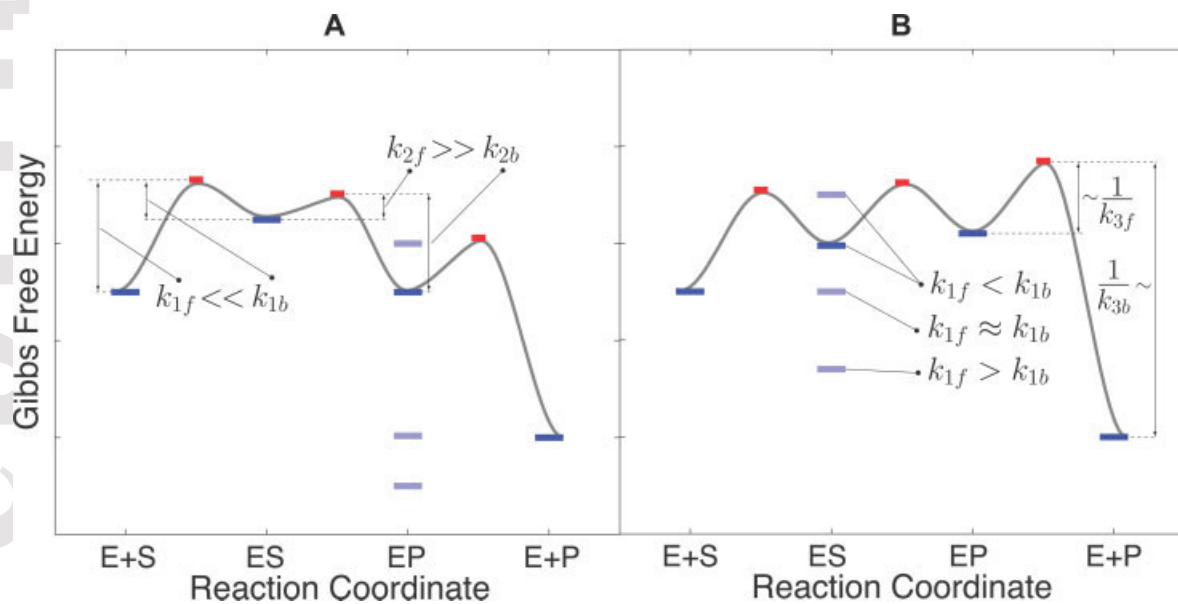 A
B
Gibbs Free Energy
k_{2f} >> k_{2b}
k_{1f} << k_{1b}
~ 1/k_{3f}
1/k_{3b} ~
k_{1f} < k_{1b}
k_{1f} ≈ k_{1b}
k_{1f} > k_{1b}
E+S ES EP E+P
Reaction Coordinate
E+S ES EP E+P
Reaction Coordinate